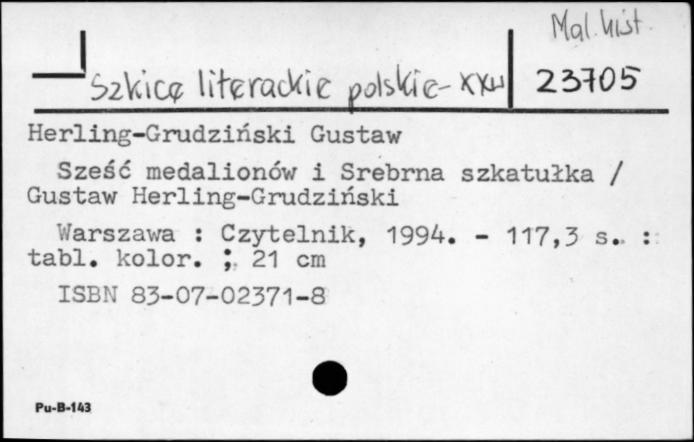 Mal. hist.
Szkice literackie polskie - XXw
23705
Herling-Grudziński Gustaw
Sześć medalionów i Srebrna szkatułka /
Gustaw Herling-Grudziński
Warszawa : Czytelnik, 1994. - 117,3 s. :
tabl. kolor. ; 21 cm
ISBN 83-07-02371-8
Pu-B-143